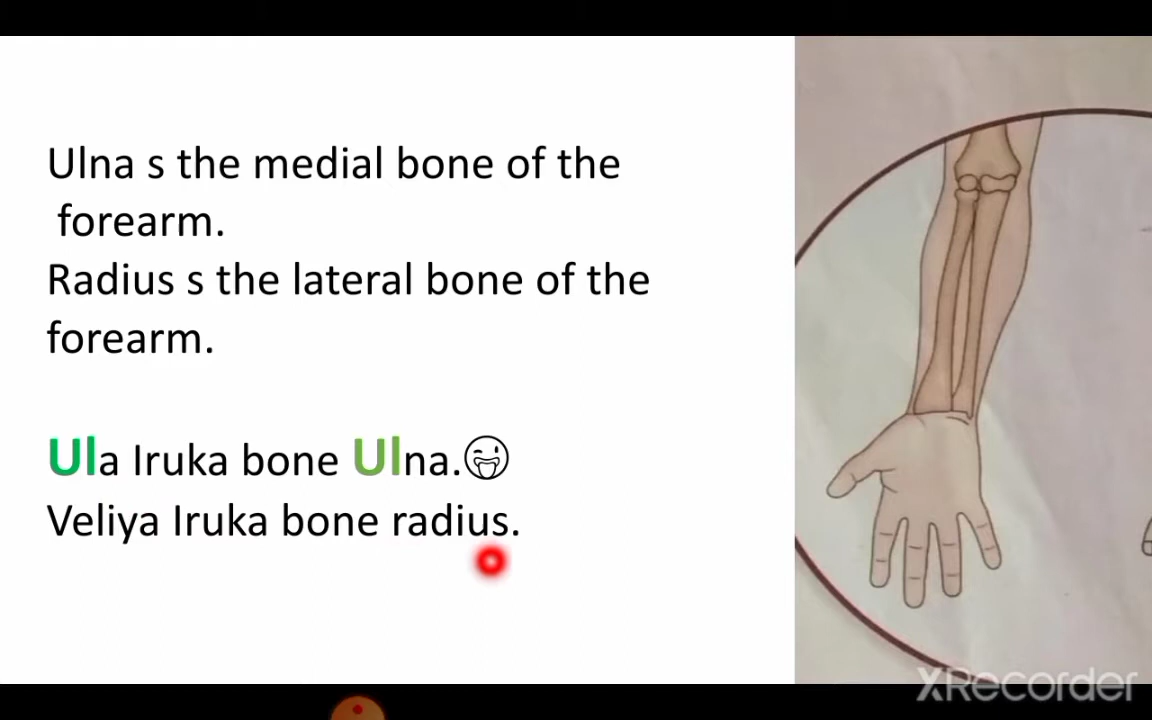 Ulna s the medial bone of the
forearm.
Radius s the lateral bone of the
forearm.
Ula Iruka bone Ulna.😜
Veliya Iruka bone radius.
XRecorder